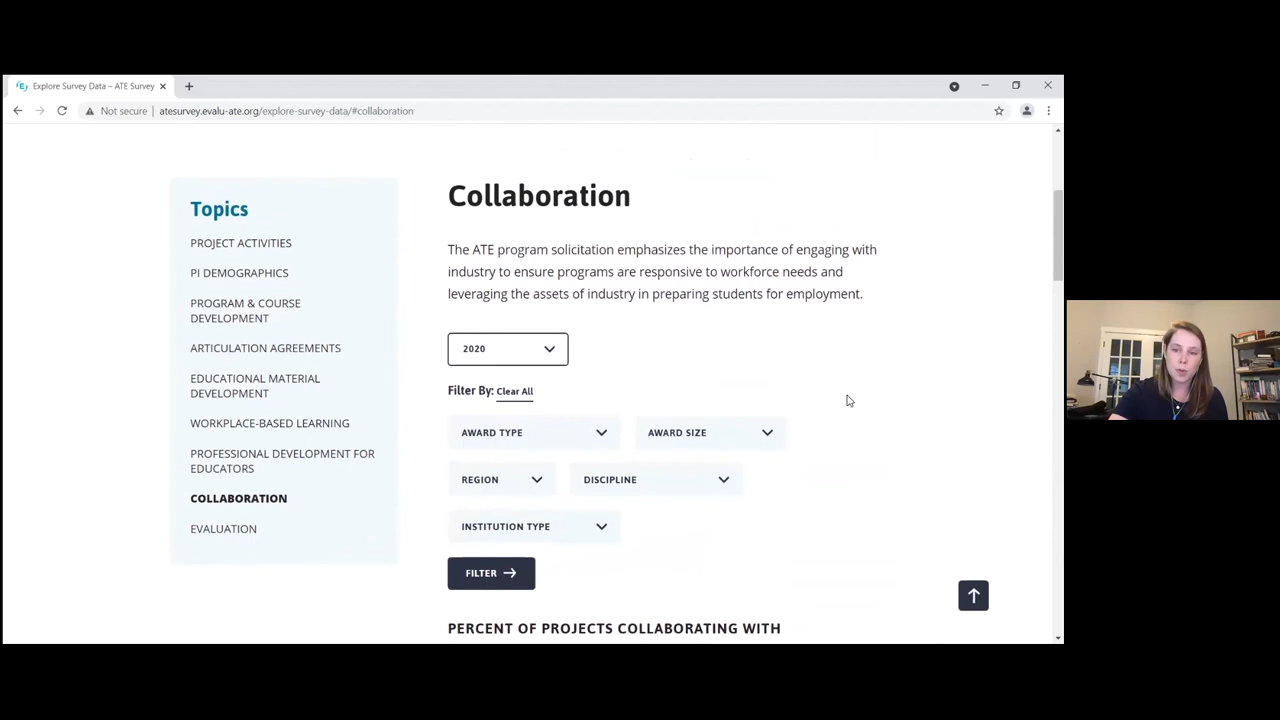 Explore Survey Data – ATE Survey
Not secure
atesurvey.evalu-ate.org/explore-survey-data/#collaboration
Topics
PROJECT ACTIVITIES
PI DEMOGRAPHICS
PROGRAM & COURSE
DEVELOPMENT
ARTICULATION AGREEMENTS
EDUCATIONAL MATERIAL
DEVELOPMENT
WORKPLACE-BASED LEARNING
PROFESSIONAL DEVELOPMENT FOR
EDUCATORS
COLLABORATION
EVALUATION
Collaboration
The ATE program solicitation emphasizes the importance of engaging with
industry to ensure programs are responsive to workforce needs and
leveraging the assets of industry in preparing students for employment.
2020
Filter By: Clear All
AWARD TYPE
AWARD SIZE
REGION
DISCIPLINE
INSTITUTION TYPE
FILTER
PERCENT OF PROJECTS COLLABORATING WITH